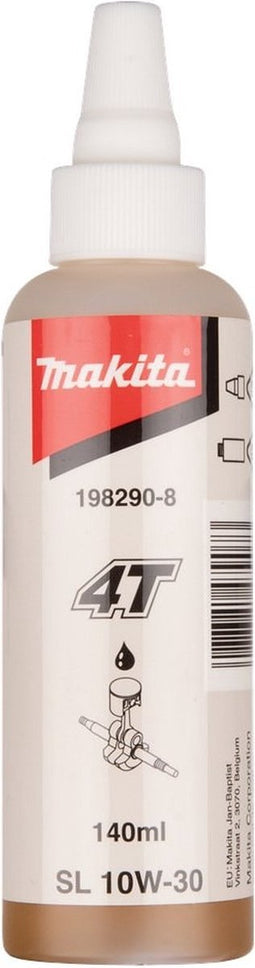 makita®
198290-8
4T
140ml
SL 10W-30
EU: Makita Jan-Baptist
Vinkstraat 2, 3070, Belgium
Makita Corporation